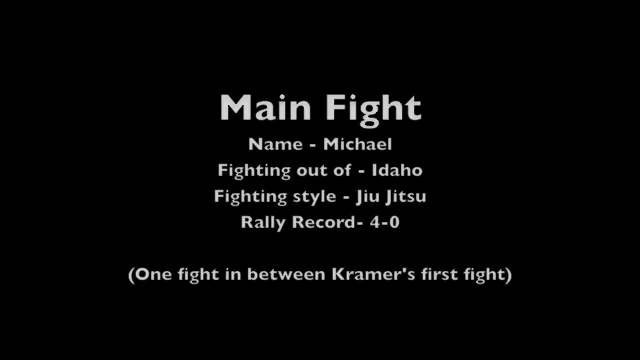 Main Fight
Name - Michael
Fighting out of - Idaho
Fighting style - Jiu Jitsu
Rally Record- 4-0
(One fight in between Kramer's first fight)